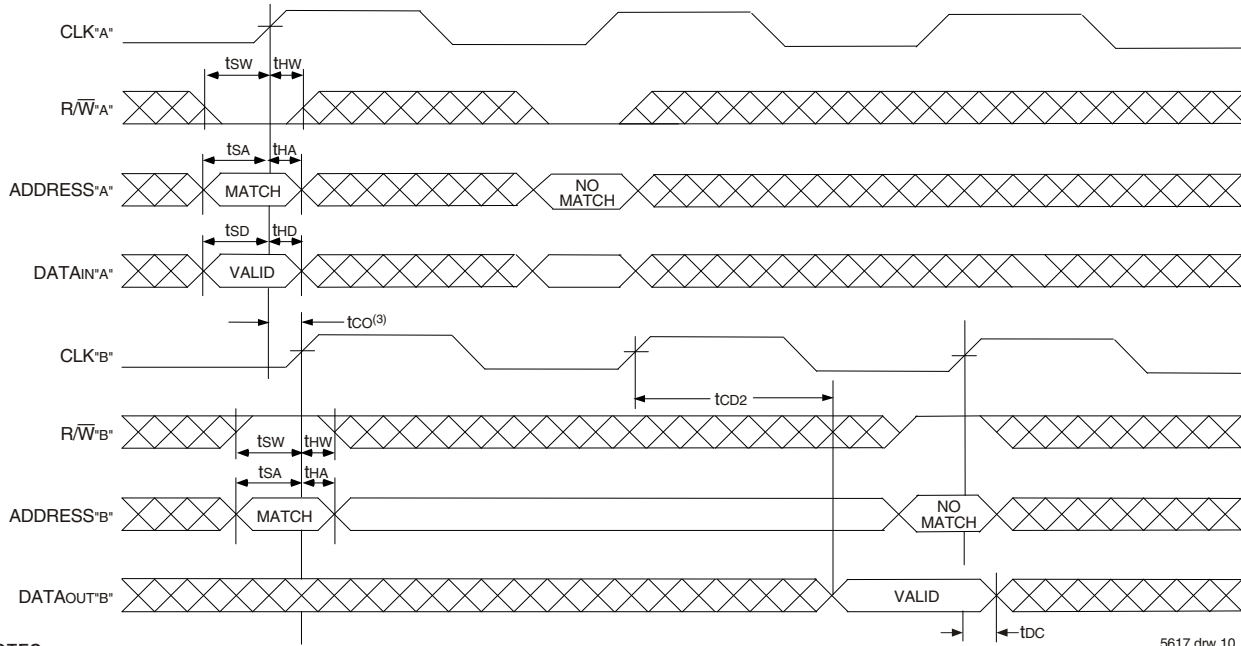 CLK"A"
tSW tHW
R/W̅"A"
tSA tHA
ADDRESS"A" MATCH NO MATCH
tSD tHD
DATAIN"A" VALID
tCO(3)
CLK"B"
tCD2
R/W̅"B"
tSW tHW
tSA tHA
ADDRESS"B" MATCH NO MATCH
DATAOUT"B" VALID
tDC
5617 drw 10